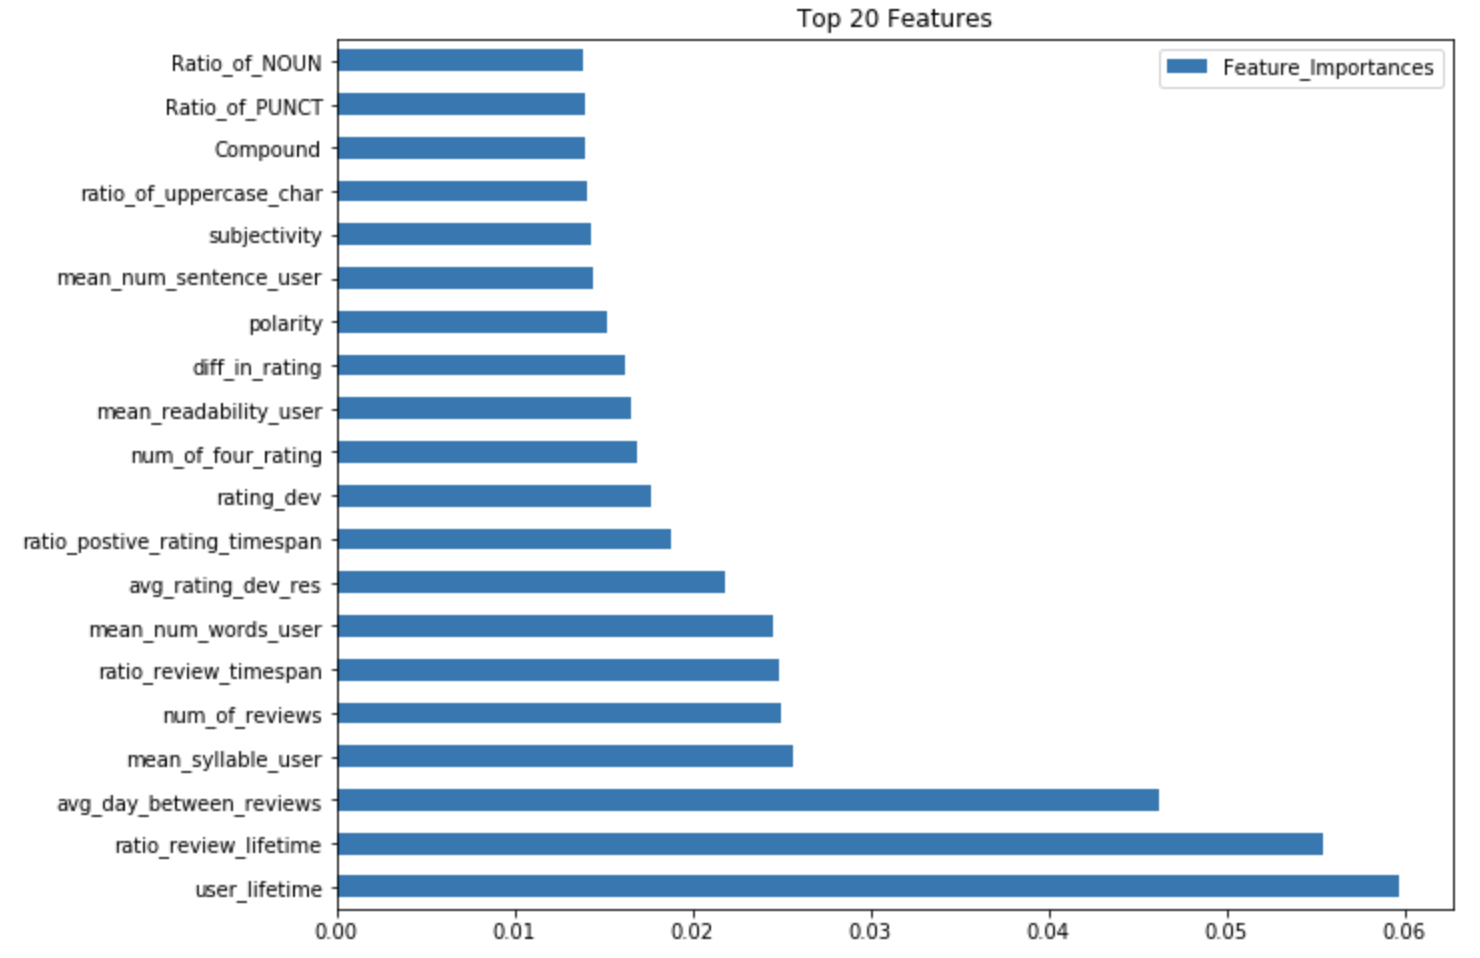 Top 20 Features
Feature_Importances
Ratio_of_NOUN
Ratio_of_PUNCT
Compound
ratio_of_uppercase_char
subjectivity
mean_num_sentence_user
polarity
diff_in_rating
mean_readability_user
num_of_four_rating
rating_dev
ratio_postive_rating_timespan
avg_rating_dev_res
mean_num_words_user
ratio_review_timespan
num_of_reviews
mean_syllable_user
avg_day_between_reviews
ratio_review_lifetime
user_lifetime
0.00 0.01 0.02 0.03 0.04 0.05 0.06